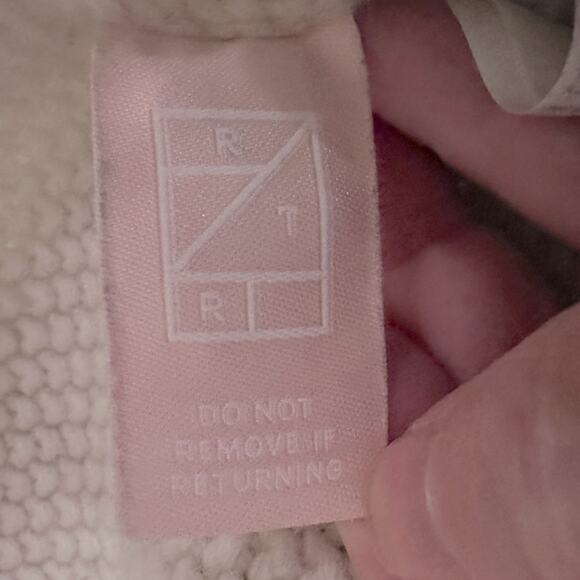 R
T
R
DO NOT
REMOVE IF
RETURNING